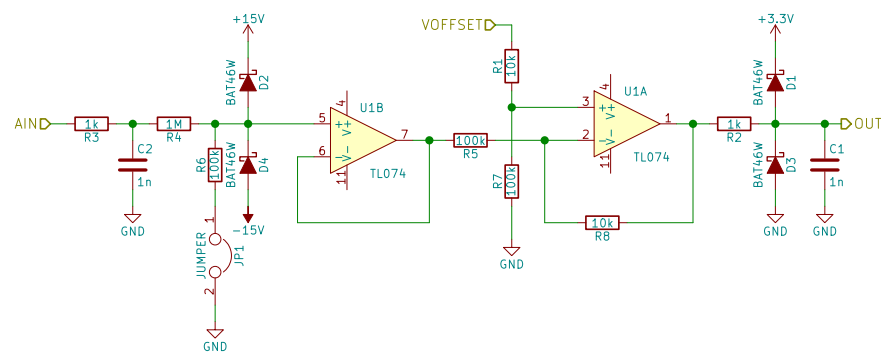 +15V
+3.3V
VOFFSET
R1
10k
BAT46W
D2
BAT46W
D1
U1B
4
5
++
V+
6
-
V-
7
11
TL074
U1A
4
3
++
V+
2
-
V-
1
11
TL074
AIN
1k
R3
1M
R4
100k
R5
1k
R2
OUT
C2
1n
GND
R6
100k
BAT46W
D4
-15V
R7
100k
GND
10k
R8
BAT46W
D3
GND
C1
1n
GND
1
JUMPER
JP1
2
GND